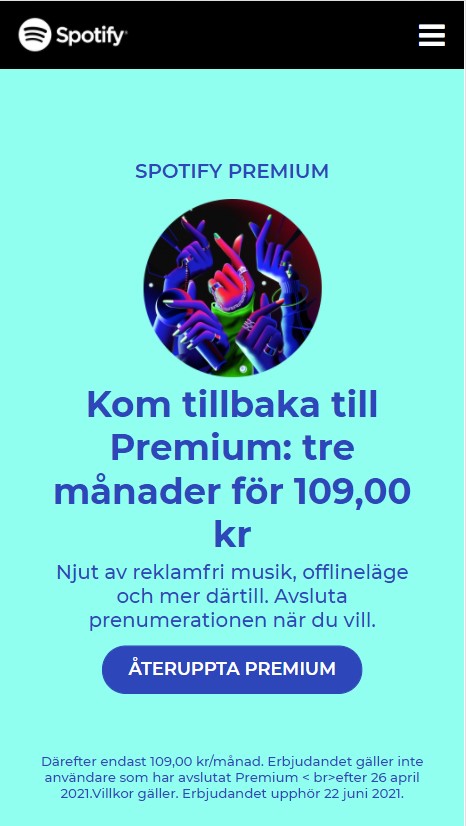 Spotify
SPOTIFY PREMIUM
Kom tillbaka till
Premium: tre
månader för 109,00
kr
Njut av reklamfri musik, offlineläge
och mer därtill. Avsluta
prenumerationen när du vill.
ÅTERUPPTA PREMIUM
Därefter endast 109,00 kr/månad. Erbjudandet gäller inte
användare som har avslutat Premium < br>efter 26 april
2021.Villkor gäller. Erbjudandet upphör 22 juni 2021.